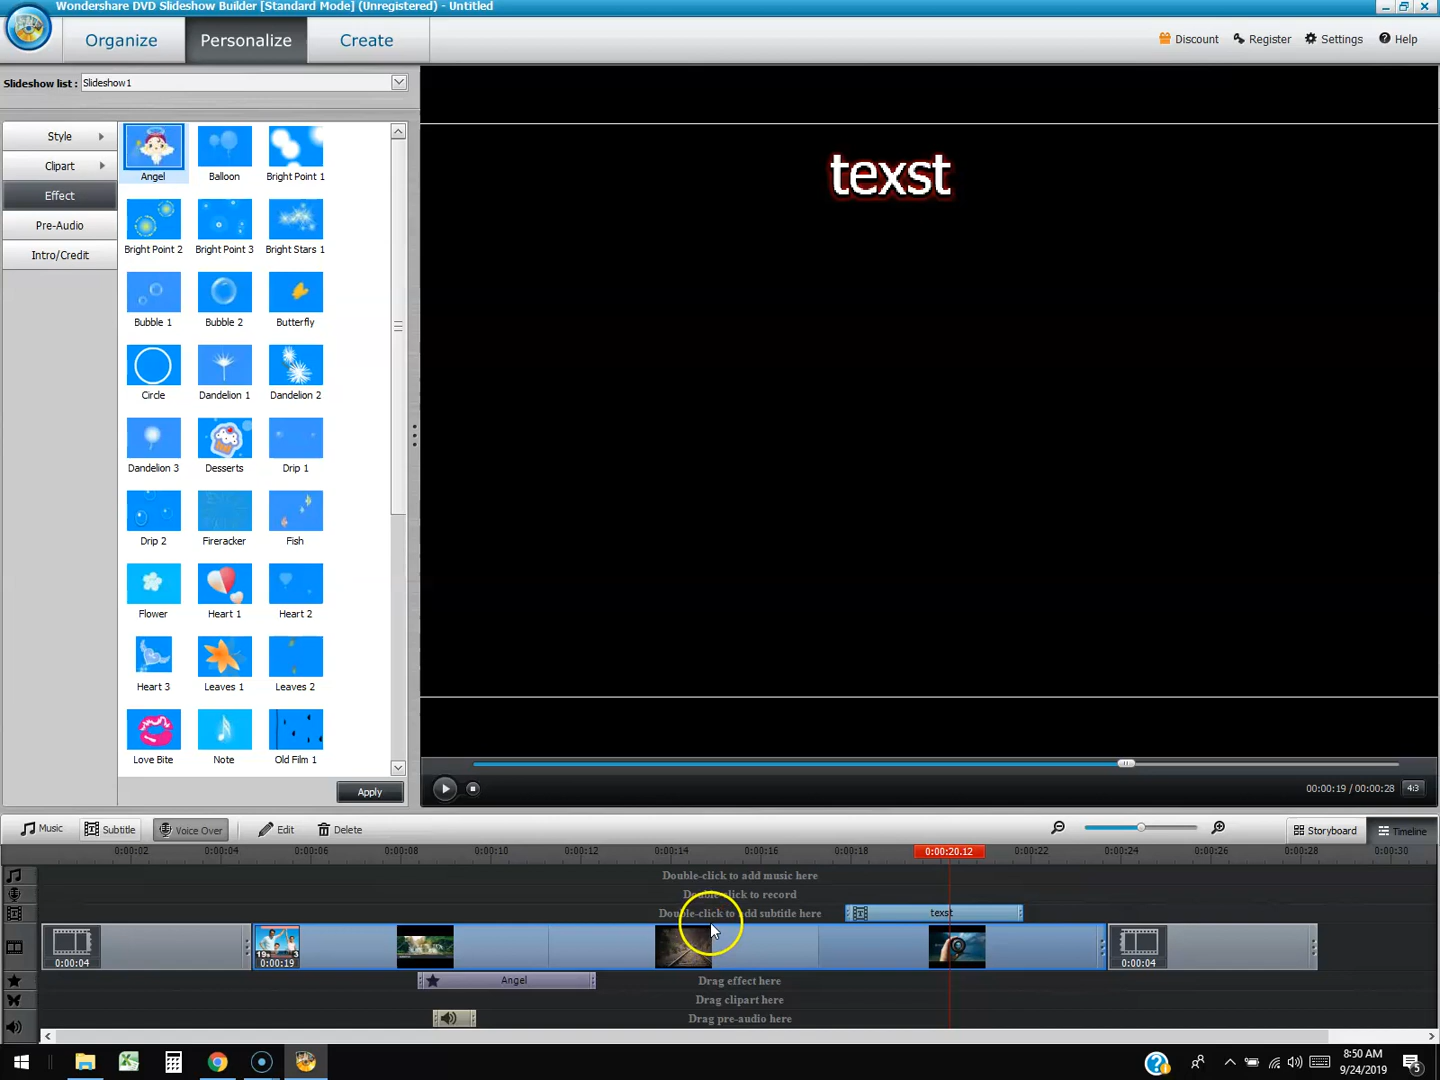 Wondershare DVD Slideshow Builder [Standard Mode] (Unregistered) - Untitled
Organize
Personalize
Create
Discount
Register
Settings
Help
Slideshow list :
Slideshow1
Style
Clipart
Effect
Pre-Audio
Intro/Credit
Angel
Balloon
Bright Point 1
Bright Point 2
Bright Point 3
Bright Stars 1
Bubble 1
Bubble 2
Butterfly
Circle
Dandelion 1
Dandelion 2
Dandelion 3
Desserts
Drip 1
Drip 2
Fireracker
Fish
Flower
Heart 1
Heart 2
Heart 3
Leaves 1
Leaves 2
Love Bite
Note
Old Film 1
Apply
texst
00:00:19 / 00:00:28
4:3
Music
Subtitle
Voice Over
Edit
Delete
Storyboard
Timeline
0:00:02
0:00:04
0:00:06
0:00:08
0:00:10
0:00:12
0:00:14
0:00:16
0:00:18
0:00:20.12
0:00:22
0:00:24
0:00:26
0:00:28
0:00:30
Double-click to add music here
Double-click to record
Double-click to add subtitle here
texst
0:00:04
0:00:19
0:00:04
Angel
Drag effect here
Drag clipart here
Drag pre-audio here
8:50 AM
9/24/2019
5